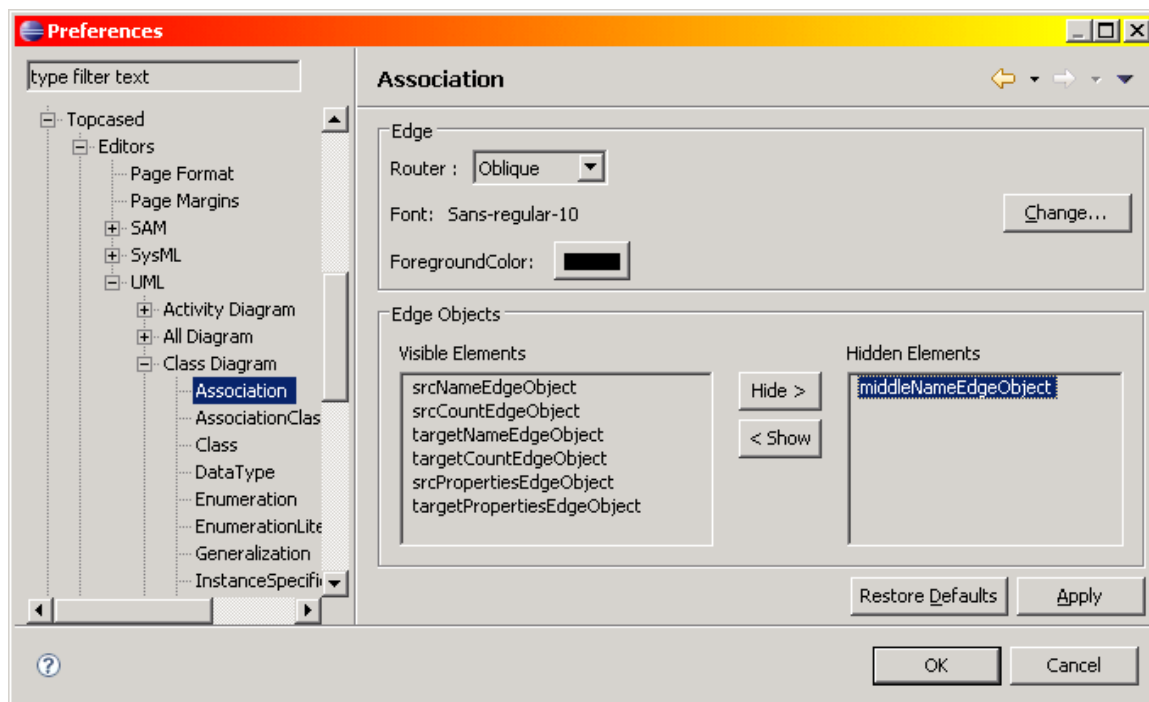 Preferences
type filter text
Topcased
Editors
Page Format
Page Margins
SAM
SysML
UML
Activity Diagram
All Diagram
Class Diagram
Association
AssociationClas
Class
DataType
Enumeration
EnumerationLite
Generalization
InstanceSpecifi
Association
Edge
Router : Oblique
Font: Sans-regular-10 Change...
ForegroundColor:
Edge Objects
Visible Elements
srcNameEdgeObject
srcCountEdgeObject
targetNameEdgeObject
targetCountEdgeObject
srcPropertiesEdgeObject
targetPropertiesEdgeObject
Hide >
< Show
Hidden Elements
middleNameEdgeObject
Restore Defaults Apply
OK Cancel